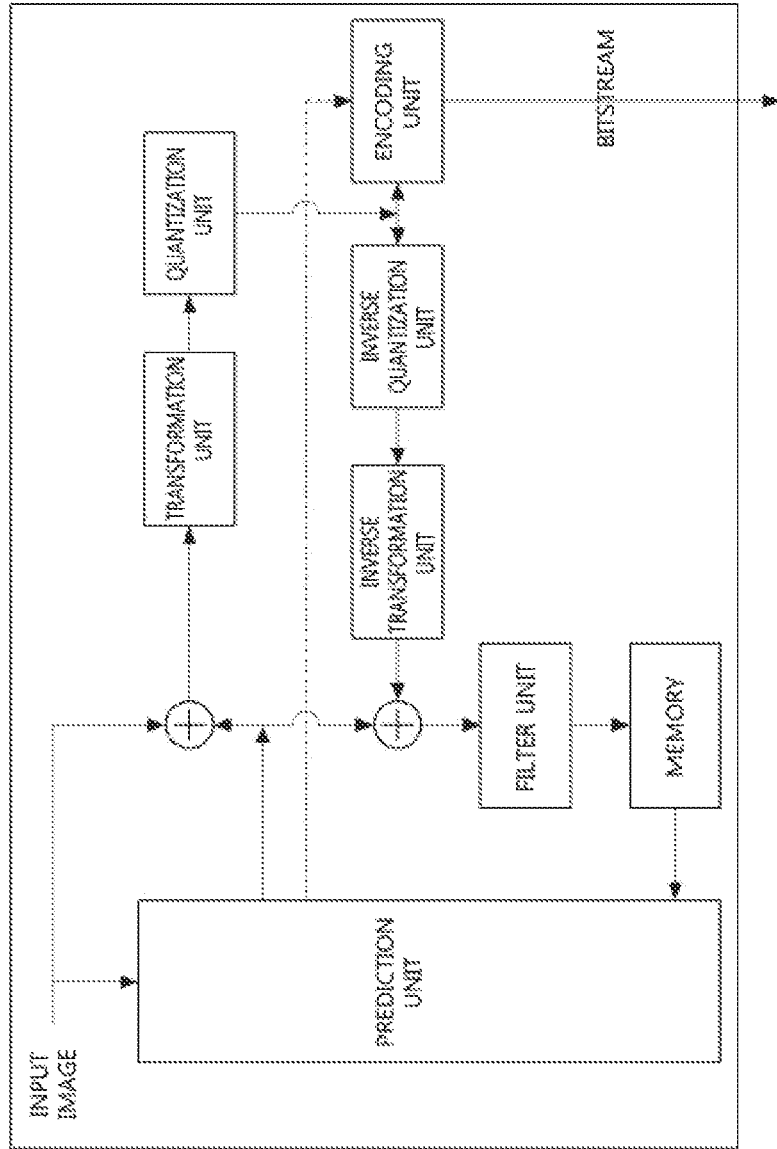 INPUT
IMAGE
PREDICTION
UNIT
TRANSFORMATION
UNIT
QUANTIZATION
UNIT
INVERSE
TRANSFORMATION
UNIT
INVERSE
QUANTIZATION
UNIT
ENCODING
UNIT
FILTER UNIT
MEMORY
BITSTREAM